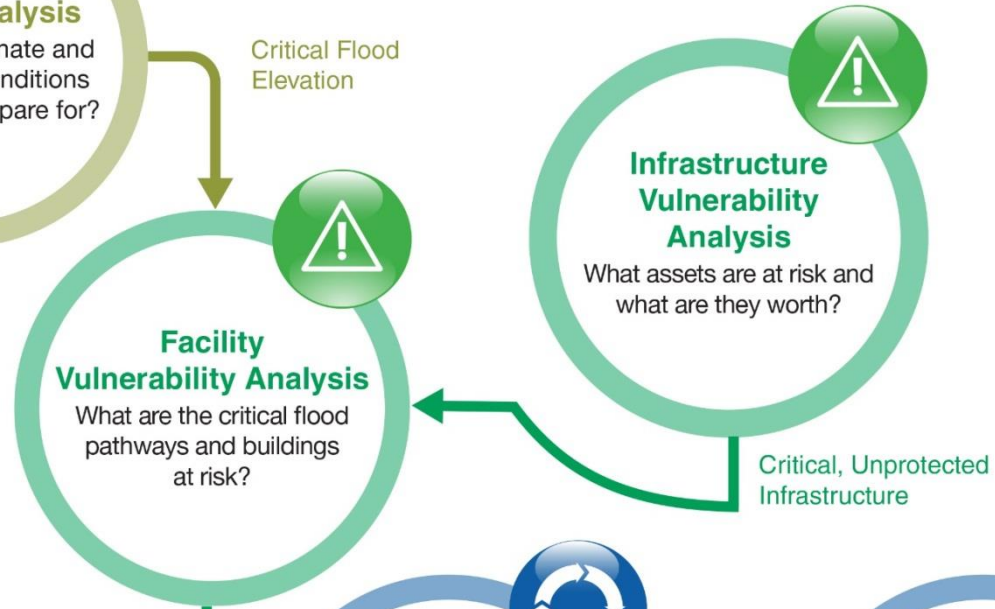 alysis
nate and
nditions
pare for?
Critical Flood
Elevation
Infrastructure
Vulnerability
Analysis
What assets are at risk and
what are they worth?
Facility
Vulnerability Analysis
What are the critical flood
pathways and buildings
at risk?
Critical, Unprotected
Infrastructure